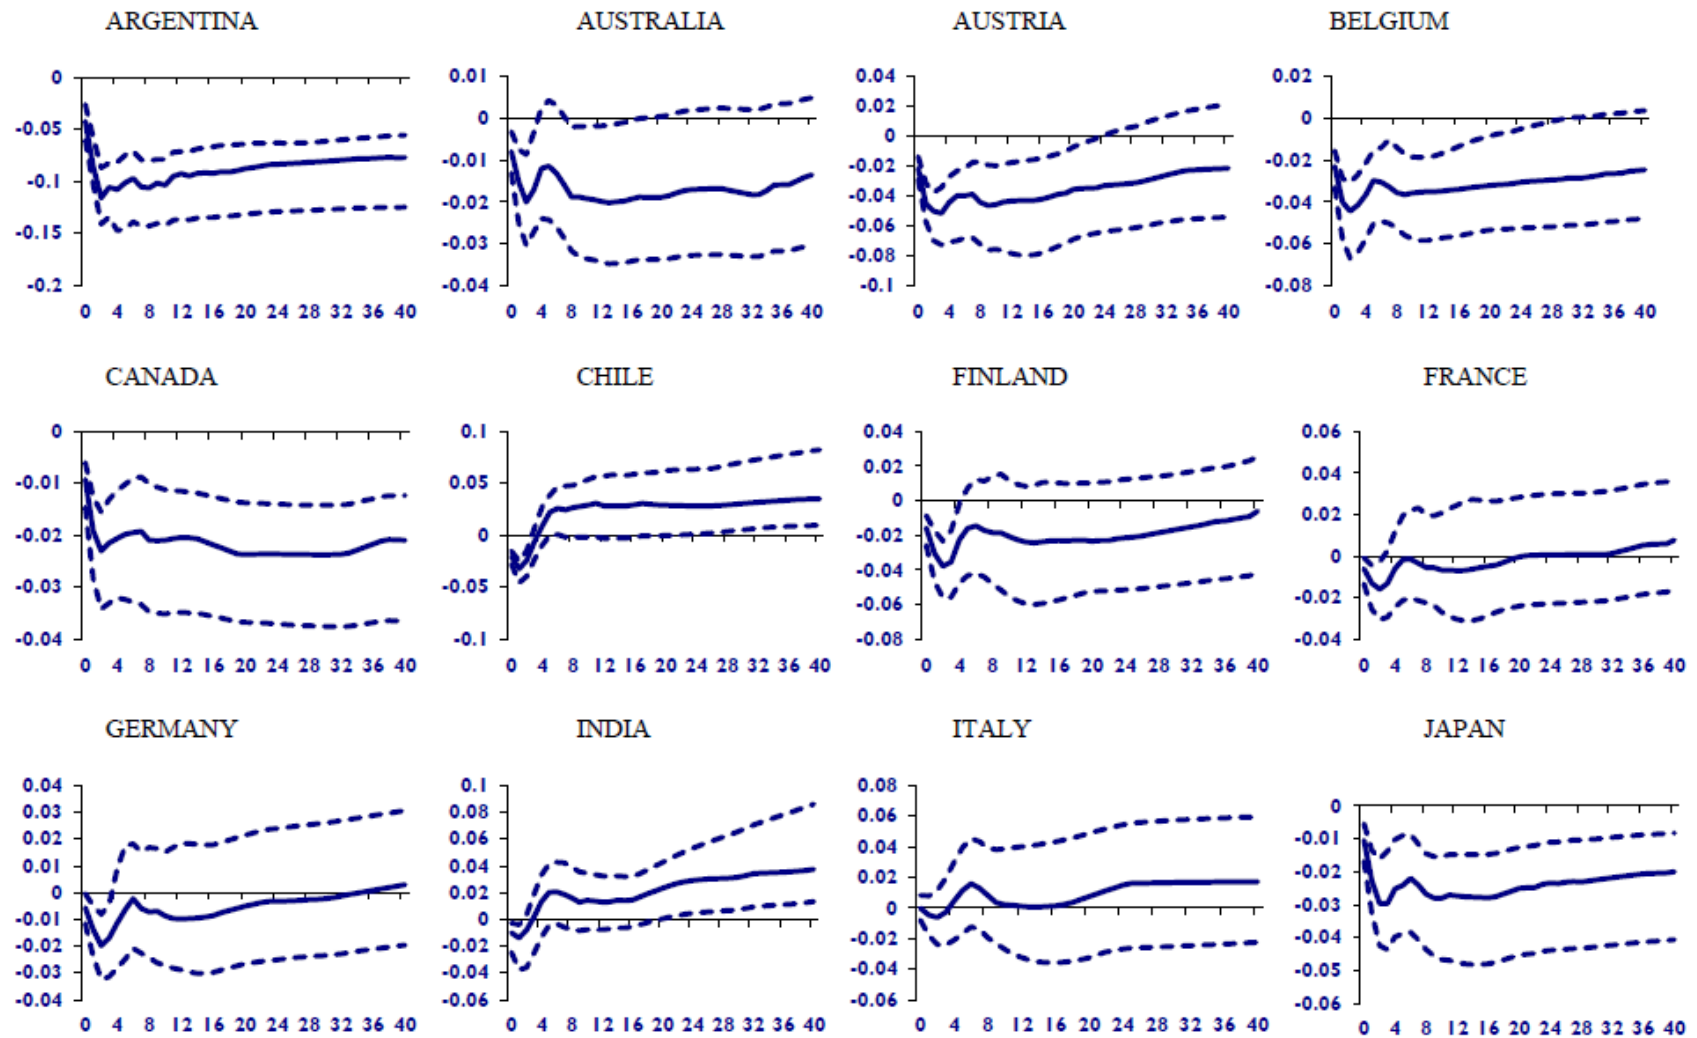 ARGENTINA AUSTRALIA AUSTRIA BELGIUM
0 0.01 0.04 0.02
0.02
-0.05 0 0 0
-0.1 -0.01 -0.02 -0.02
-0.02 -0.04 -0.04
-0.15 -0.03 -0.06 -0.06
-0.08
-0.2 -0.04 -0.1 -0.08
0 4 8 12 16 20 24 28 32 36 40 0 4 8 12 16 20 24 28 32 36 40 0 4 8 12 16 20 24 28 32 36 40 0 4 8 12 16 20 24 28 32 36 40
CANADA CHILE FINLAND FRANCE
0 0.1 0.04 0.06
0.02 0.04
-0.01 0.05 0 0.02
-0.02 0 -0.02 0
-0.03 -0.05 -0.04 -0.02
-0.06
-0.04 -0.1 -0.08 -0.04
0 4 8 12 16 20 24 28 32 36 40 0 4 8 12 16 20 24 28 32 36 40 0 4 8 12 16 20 24 28 32 36 40 0 4 8 12 16 20 24 28 32 36 40
GERMANY INDIA ITALY JAPAN
0.04 0.1 0.08 0
0.03 0.08 0.06 -0.01
0.02 0.06 0.04 -0.02
0.01 0.04 0.02 -0.03
0 0.02 0 -0.04
-0.01 0 -0.02 -0.05
-0.02 -0.02 -0.04 -0.06
-0.03 -0.04 -0.06
-0.04 -0.06
0 4 8 12 16 20 24 28 32 36 40 0 4 8 12 16 20 24 28 32 36 40 0 4 8 12 16 20 24 28 32 36 40 0 4 8 12 16 20 24 28 32 36 40